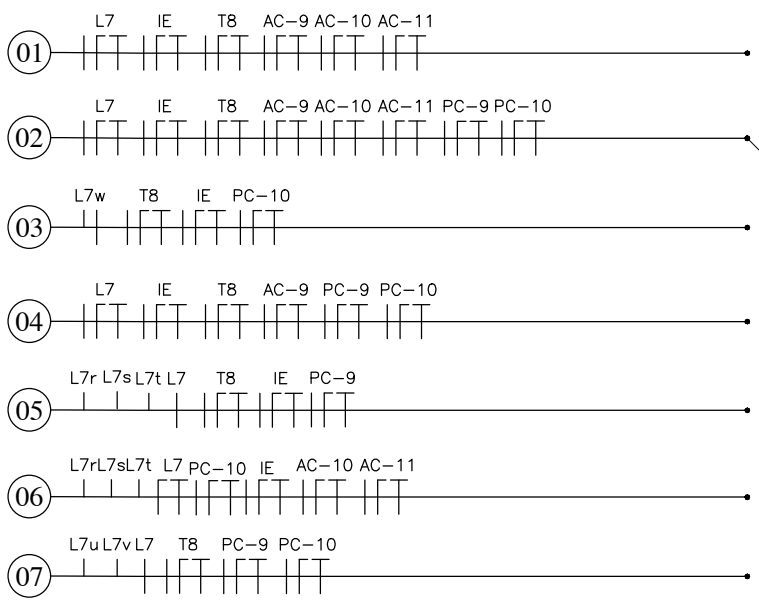 L7 IE T8 AC-9 AC-10 AC-11
01
L7 IE T8 AC-9 AC-10 AC-11 PC-9 PC-10
02
L7w T8 IE PC-10
03
L7 IE T8 AC-9 PC-9 PC-10
04
L7r L7s L7t L7 T8 IE PC-9
05
L7r L7s L7t L7 PC-10 IE AC-10 AC-11
06
L7u L7v L7 T8 PC-9 PC-10
07